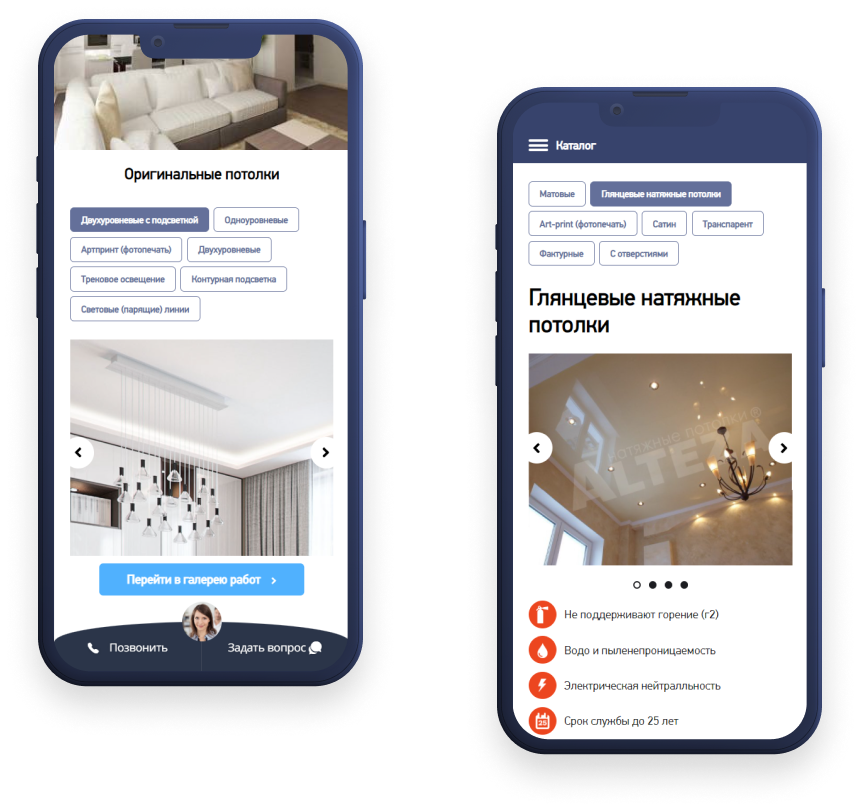 Оригинальные потолки
Двухуровневые с подсветкой
Одноуровневые
Артпринт (фотопечать)
Двухуровневые
Трековое освещение
Контурная подсветка
Световые (парящие) линии
Перейти в галерею работ
Позвонить
Задать вопрос
Каталог
Матовые
Глянцевые натяжные потолки
Art-print (фотопечать)
Сатин
Транспарент
Фактурные
С отверстиями
Глянцевые натяжные
потолки
натяжные потолки®
ALTEZA
Не поддерживают горение (г2)
Водо и пыленепроницаемость
Электрическая нейтралльность
25
Срок службы до 25 лет